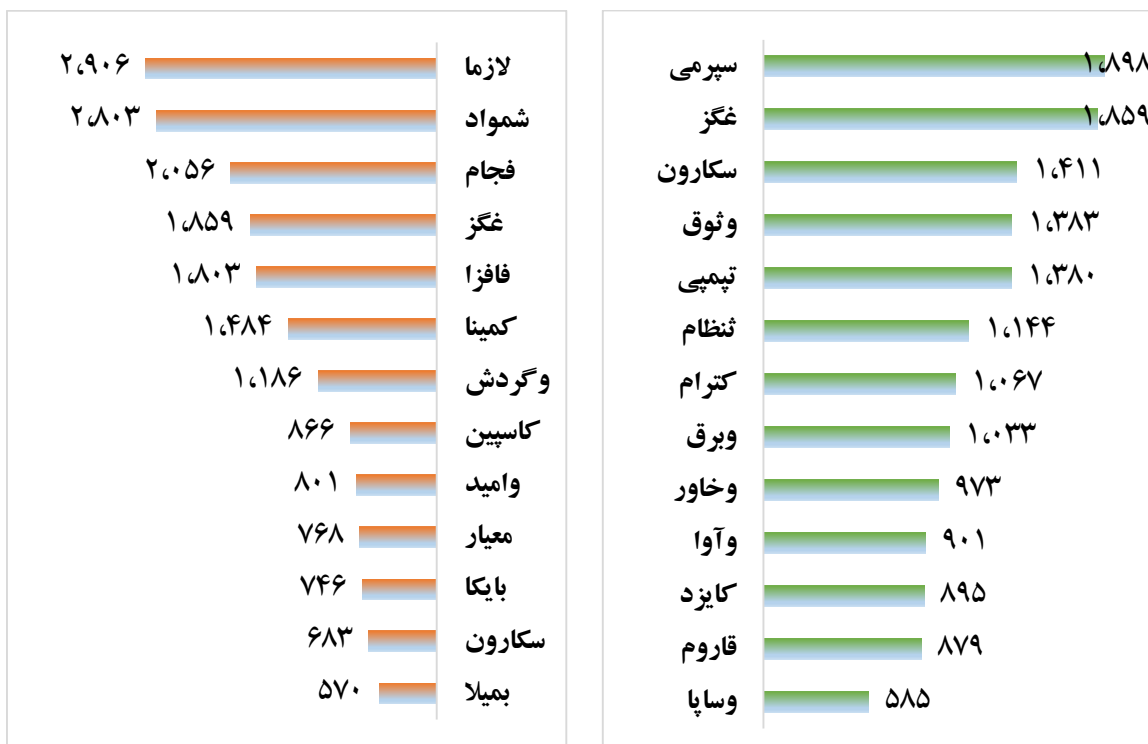 سپرمی ۱،۸۹۸
غگز ۱،۸۵۹
سکارون ۱،۴۱۱
وثوق ۱،۳۸۳
تپمپی ۱،۳۸۰
ثنظام ۱،۱۴۴
کترام ۱،۰۶۷
وبرق ۱،۰۳۳
وخاور ۹۷۳
وآوا ۹۰۱
کایزد ۸۹۵
قاروم ۸۷۹
وساپا ۵۸۵
لازما ۲،۹۰۶
شمواد ۲،۸۰۳
فجام ۲،۰۵۶
غگز ۱،۸۵۹
فافزا ۱،۸۰۳
کمینا ۱،۴۸۴
وگردش ۱،۱۸۶
کاسپین ۸۶۶
وامید ۸۰۱
معیار ۷۶۸
بایکا ۷۴۶
سکارون ۶۸۳
بمیلا ۵۷۰